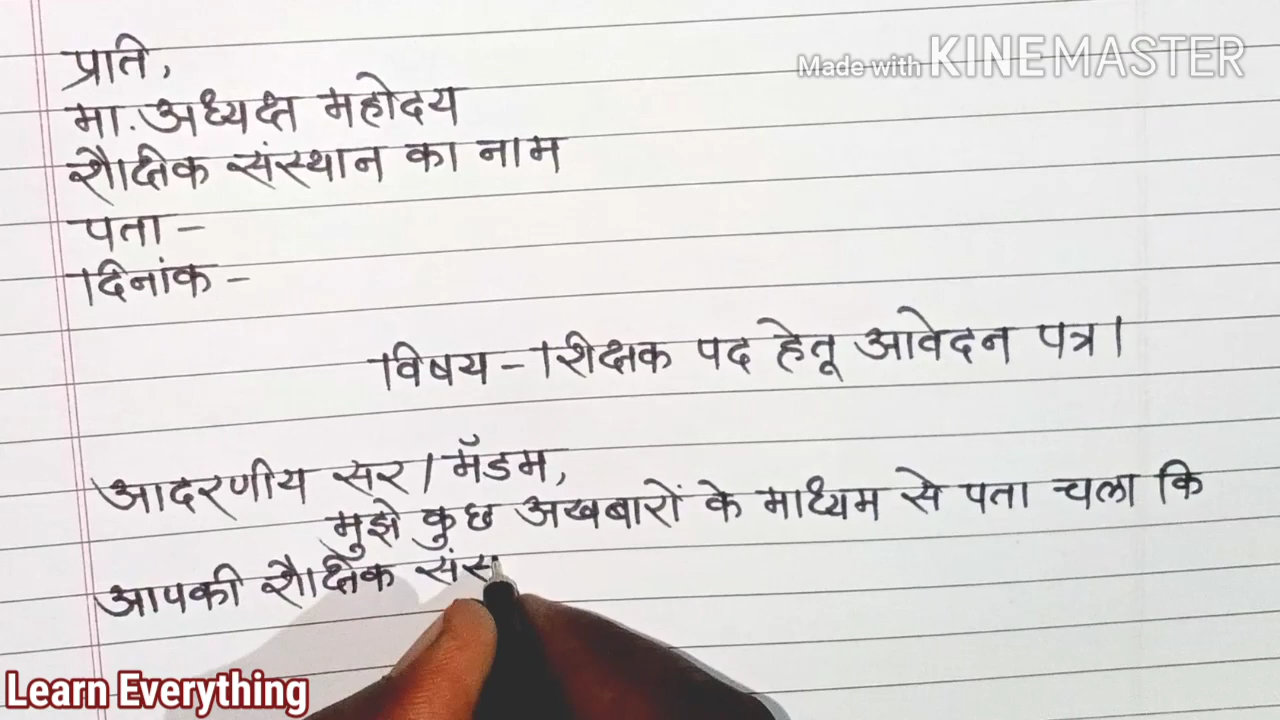 प्रति,
Made with KINEMASTER
मा. अध्यक्ष महोदय
शैक्षिक संस्थान का नाम
पता -
दिनांक -
विषय - शिक्षक पद हेतू आवेदन पत्र।
आदरणीय सर / मॅडम,
मुझे कुछ अखबारों के माध्यम से पता चला कि
आपकी शैक्षिक संस
Learn Everything